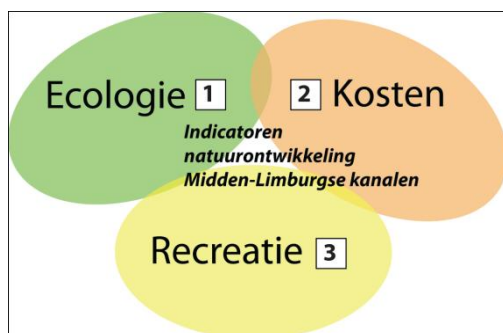 Ecologie 1 2 Kosten
Indicatoren
natuurontwikkeling
Midden-Limburgse kanalen
Recreatie 3